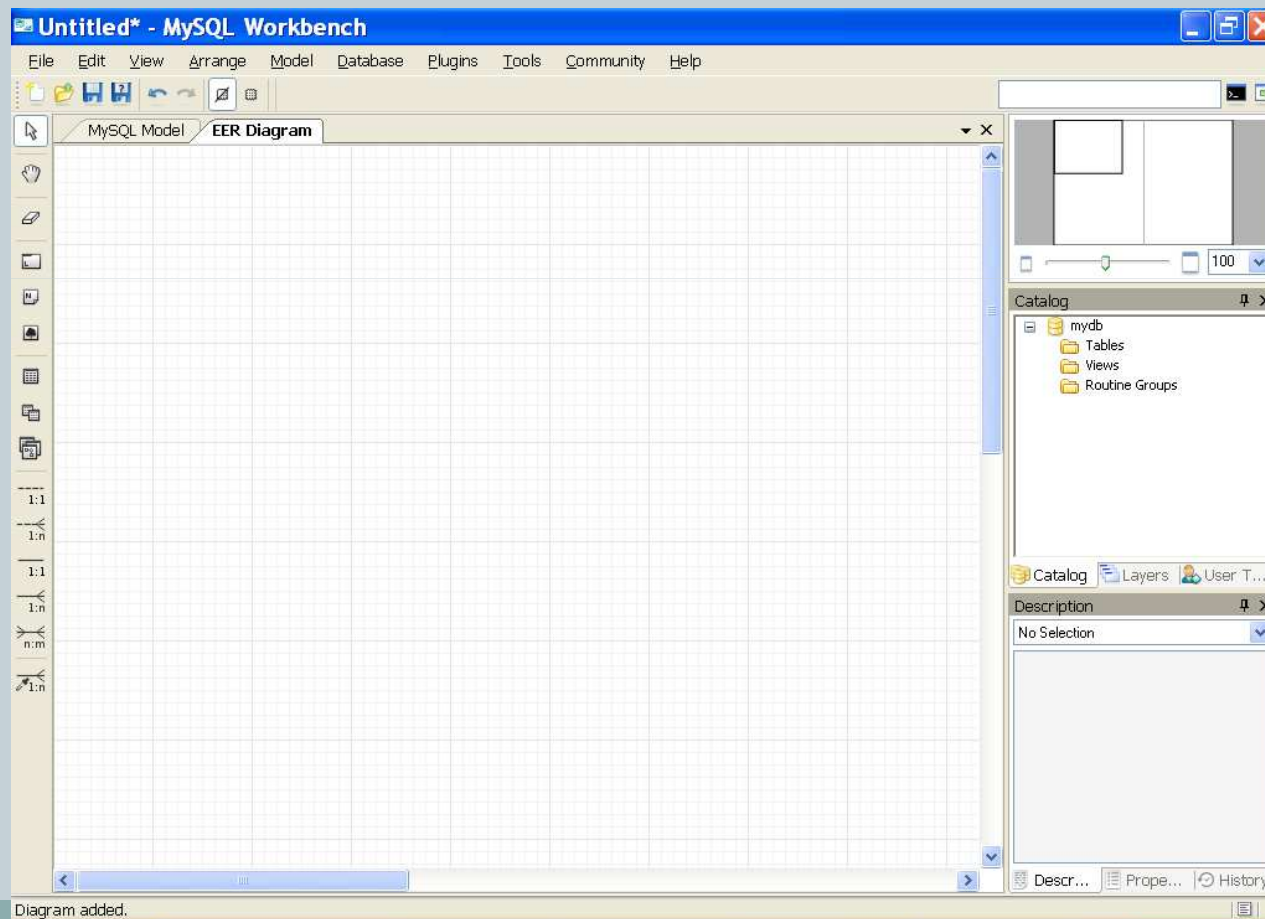 Untitled* - MySQL Workbench
File Edit View Arrange Model Database Plugins Tools Community Help
MySQL Model EER Diagram
100
Catalog
mydb
Tables
Views
Routine Groups
1:1
1:n
1:1
1:n
n:m
1:n
Catalog Layers User T...
Description
No Selection
Descr... Prope... History
Diagram added.